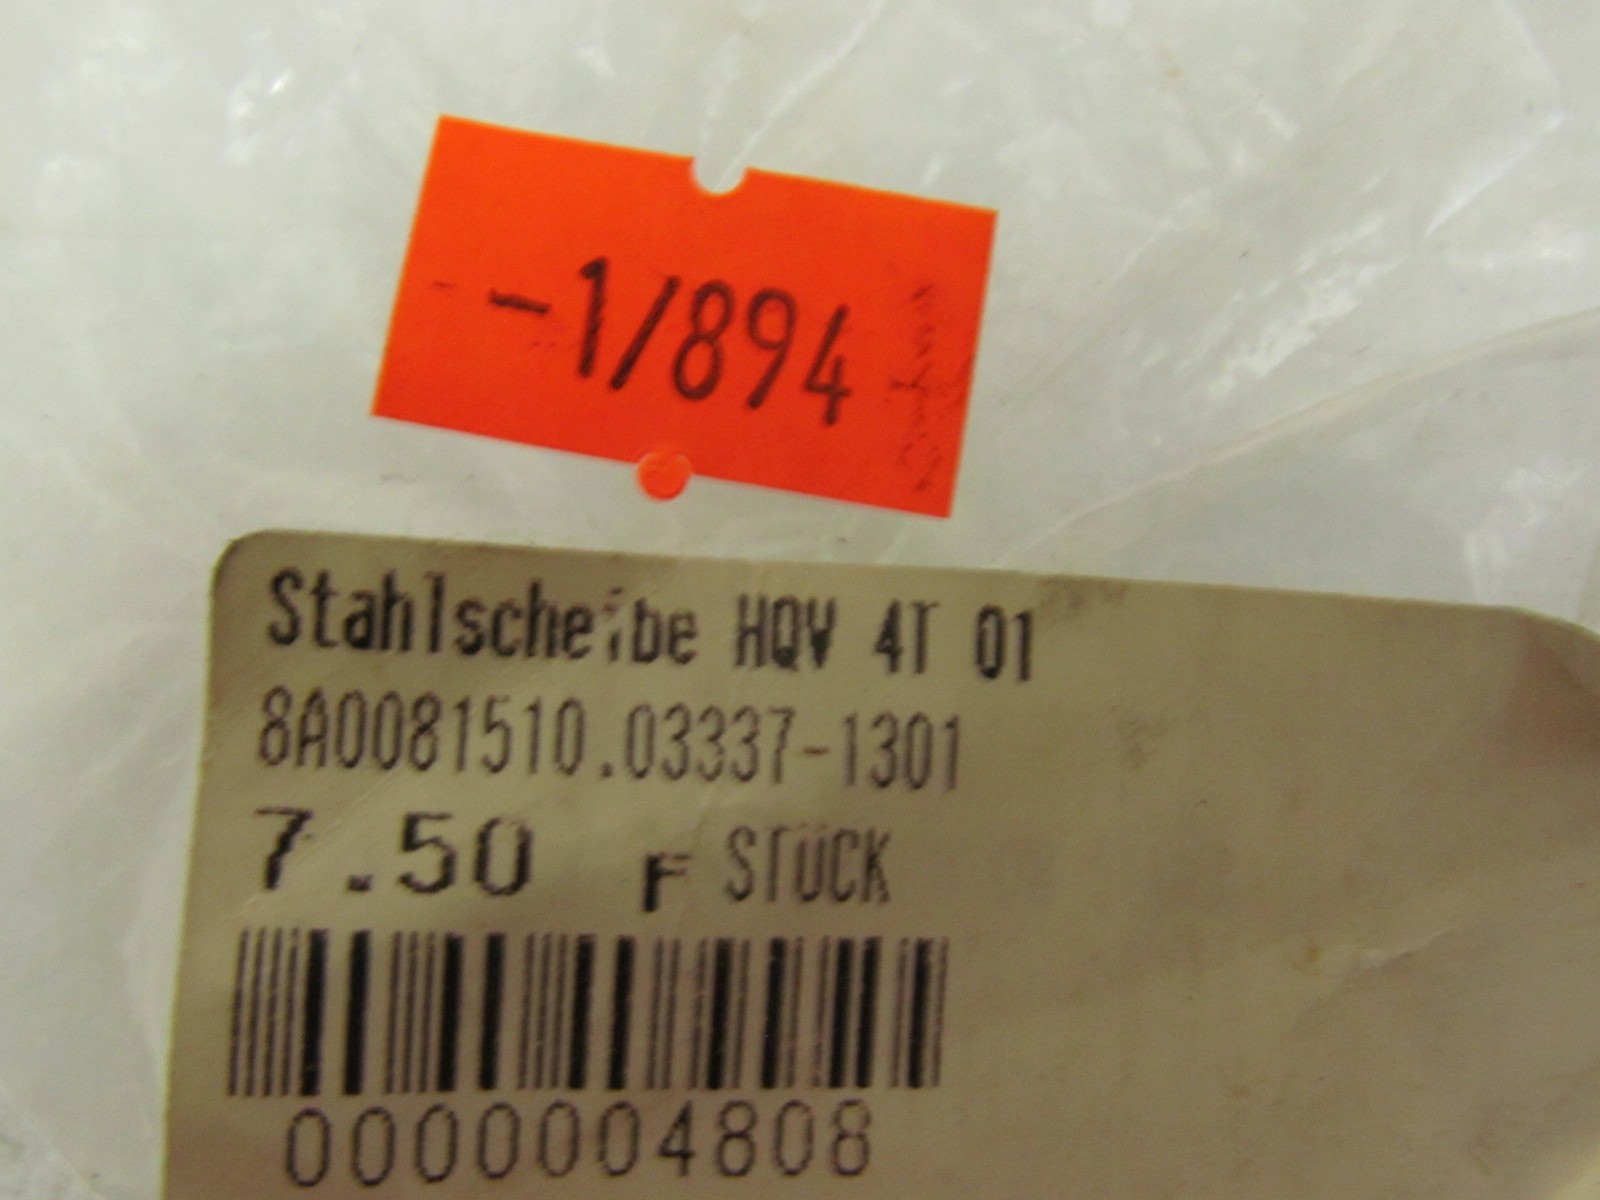 -1/894
Stahlscheibe HQV 4T 01
8A0081510.03337-1301
7.50 F STÜCK
0000004808